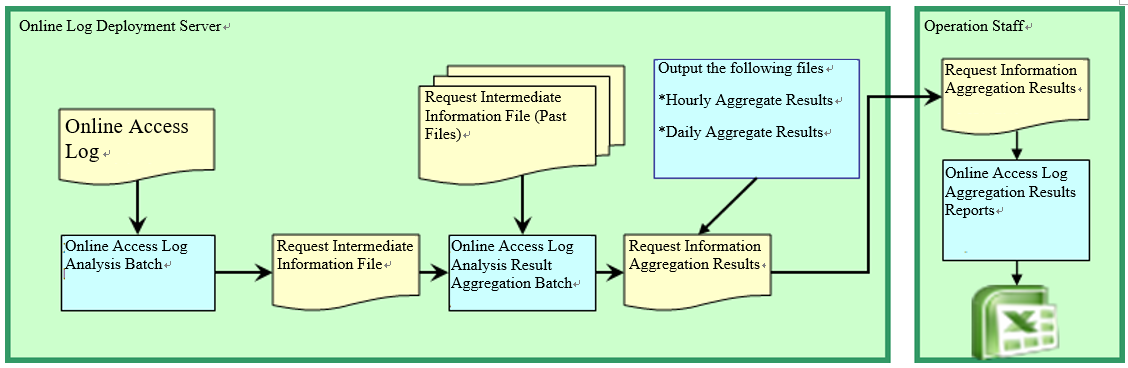 Online Log Deployment Server
Online Access
Log
Request Intermediate
Information File (Past
Files)
Output the following files
*Hourly Aggregate Results
*Daily Aggregate Results
Online Access Log
Analysis Batch
Request Intermediate
Information File
Online Access Log
Analysis Result
Aggregation Batch
Request Information
Aggregation Results
Operation Staff
Request Information
Aggregation Results
Online Access Log
Aggregation Results
Reports